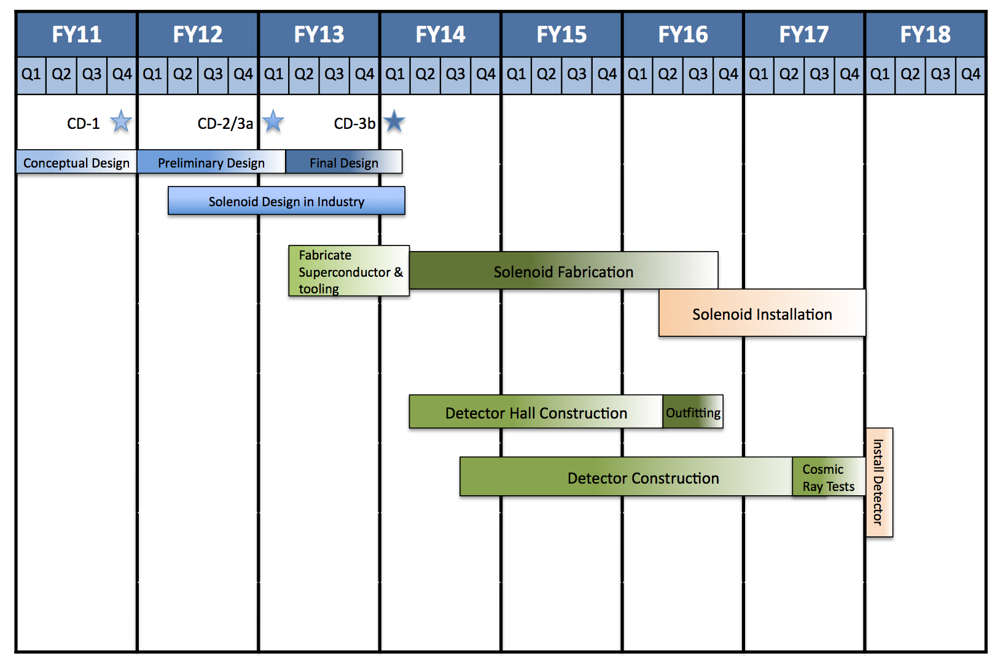 FY11 FY12 FY13 FY14 FY15 FY16 FY17 FY18
Q1 Q2 Q3 Q4 Q1 Q2 Q3 Q4 Q1 Q2 Q3 Q4 Q1 Q2 Q3 Q4 Q1 Q2 Q3 Q4 Q1 Q2 Q3 Q4 Q1 Q2 Q3 Q4 Q1 Q2 Q3 Q4
CD-1 CD-2/3a CD-3b
Conceptual Design Preliminary Design Final Design
Solenoid Design in Industry
Fabricate
Superconductor &
tooling
Solenoid Fabrication
Solenoid Installation
Detector Hall Construction Outfitting
Install Detector
Detector Construction
Cosmic
Ray Tests